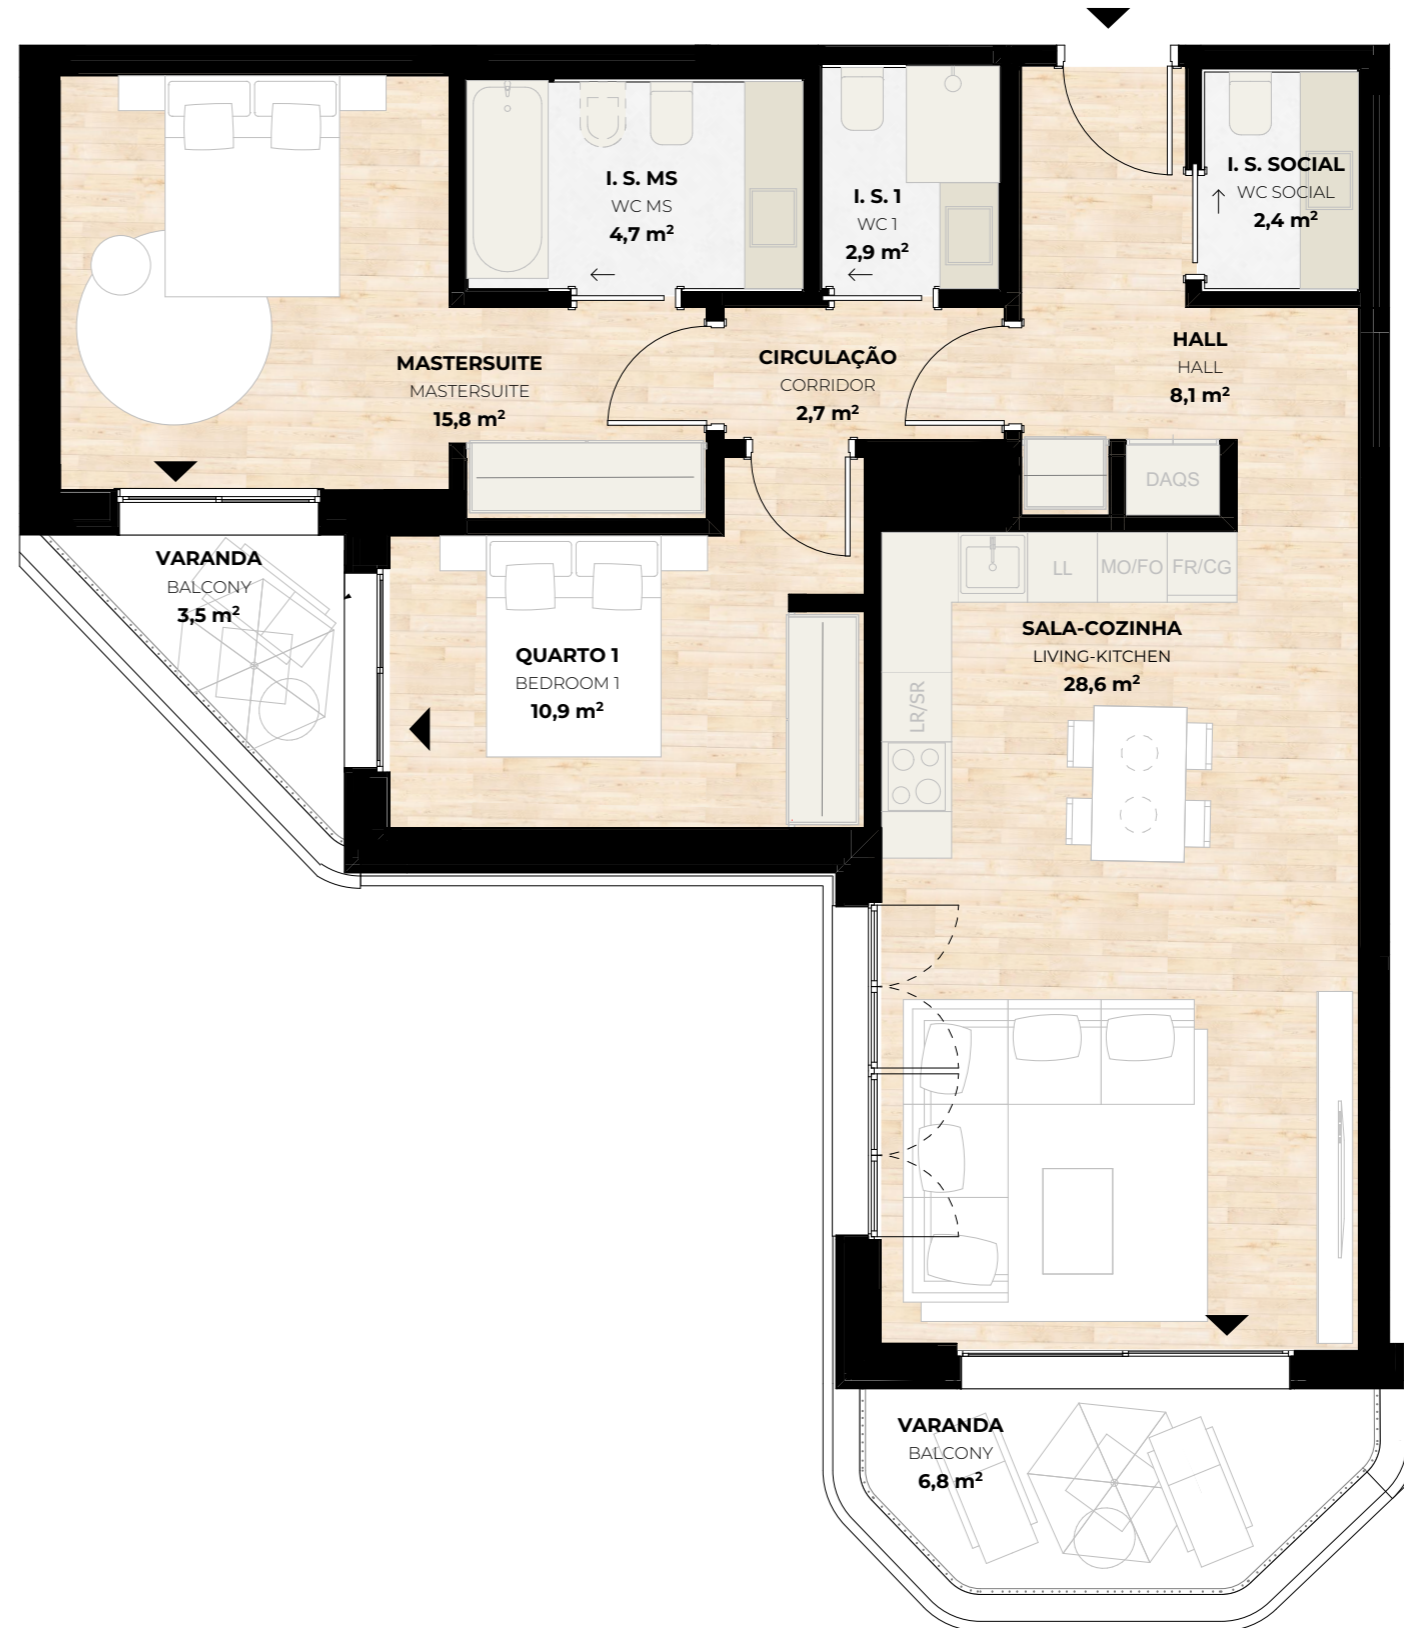 I. S. MS
WC MS
4,7 m²
I. S. 1
WC 1
2,9 m²
I. S. SOCIAL
WC SOCIAL
2,4 m²
MASTERSUITE
MASTERSUITE
15,8 m²
CIRCULAÇÃO
CORRIDOR
2,7 m²
HALL
HALL
8,1 m²
DAQS
VARANDA
BALCONY
3,5 m²
QUARTO 1
BEDROOM 1
10,9 m²
LL
MO/FO
FR/CG
SALA-COZINHA
LIVING-KITCHEN
28,6 m²
LR/SR
VARANDA
BALCONY
6,8 m²